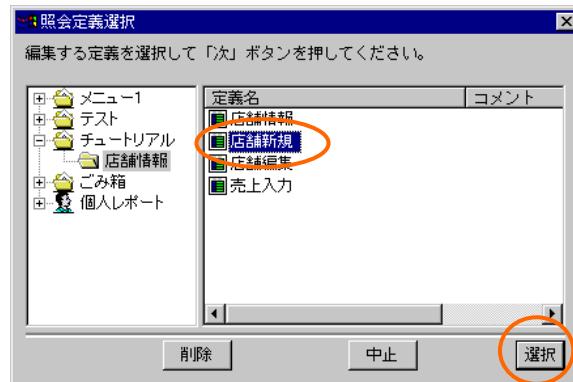 照会定義選択
編集する定義を選択して「次」ボタンを押してください。
メニュー1
テスト
チュートリアル
店舗情報
ごみ箱
個人レポート
定義名 コメント
店舗情報
店舗新規
店舗編集
売上入力
削除 中止 選択